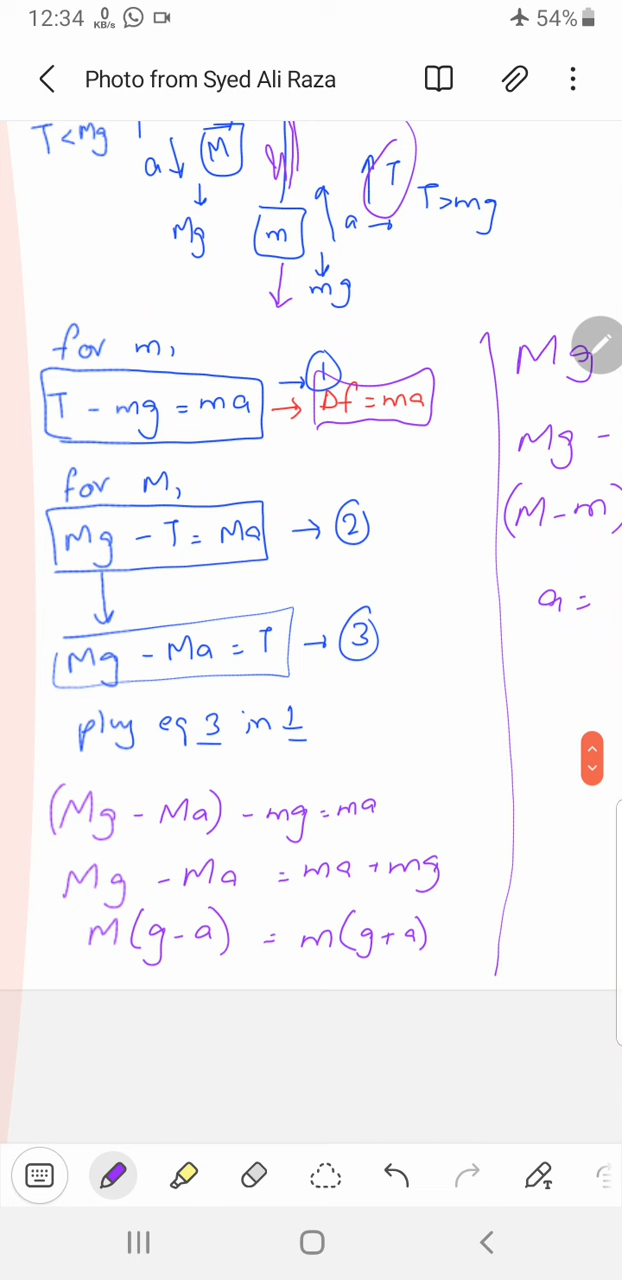 12:34 0 KB/s 54%
Photo from Syed Ali Raza
T<Mg a M T
Mg m a T>mg
mg
for m,
T - mg = ma → 1 → Df = ma
for M,
Mg - T = Ma → 2
Mg - Ma = T → 3
plug eq 3 in 1
(Mg - Ma) - mg = ma
Mg - Ma = ma + mg
M(g-a) = m(g+a)
Mg
Mg -
(M-m)
a =
T